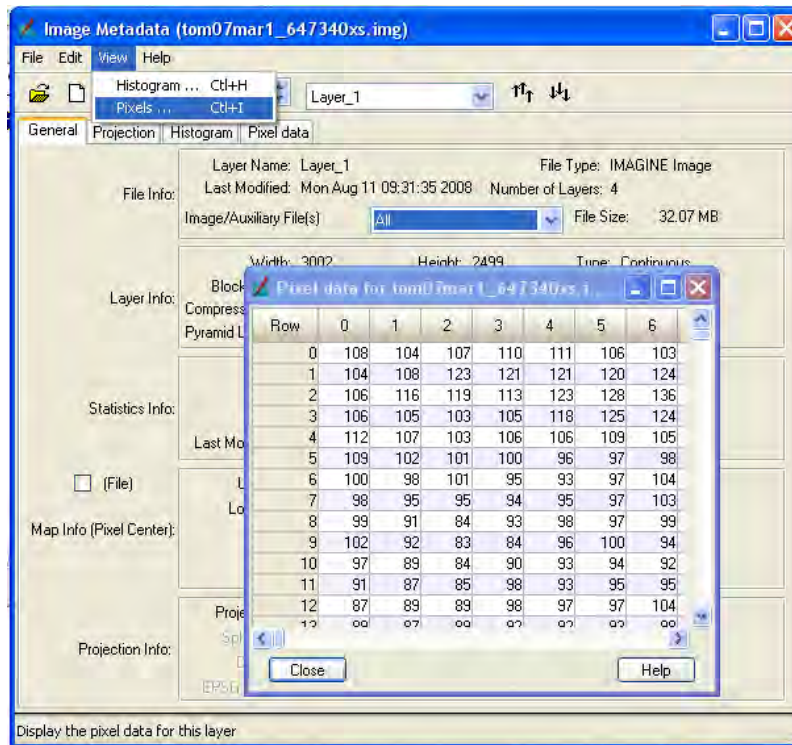 Image Metadata (tom07mar1_647340xs.img)
File Edit View Help
Histogram ... Ctl+H
Pixels ... Ctl+I
Layer_1
General Projection Histogram Pixel data
File Info:
Layer Name: Layer_1 File Type: IMAGINE Image
Last Modified: Mon Aug 11 09:31:35 2008 Number of Layers: 4
Image/Auxiliary File(s) All File Size: 32.07 MB
Layer Info:
Width: 3002 Height: 2499 Type: Continuous
Block
Compress
Pyramid L
Statistics Info:
Last Mo
(File)
L
Lo
Map Info (Pixel Center):
Projection Info:
Proje
Sp
D
EPSG
Pixel data for tom07mar1_647340xs.i...
Row 0 1 2 3 4 5 6
0 108 104 107 110 111 106 103
1 104 108 123 121 121 120 124
2 106 116 119 113 123 128 136
3 106 105 103 105 118 125 124
4 112 107 103 106 106 109 105
5 109 102 101 100 96 97 98
6 100 98 101 95 93 97 104
7 98 95 95 94 95 97 103
8 99 91 84 93 98 97 99
9 102 92 83 84 96 100 94
10 97 89 84 90 93 94 92
11 91 87 85 98 93 95 95
12 87 89 89 98 97 97 104
Close Help
Display the pixel data for this layer